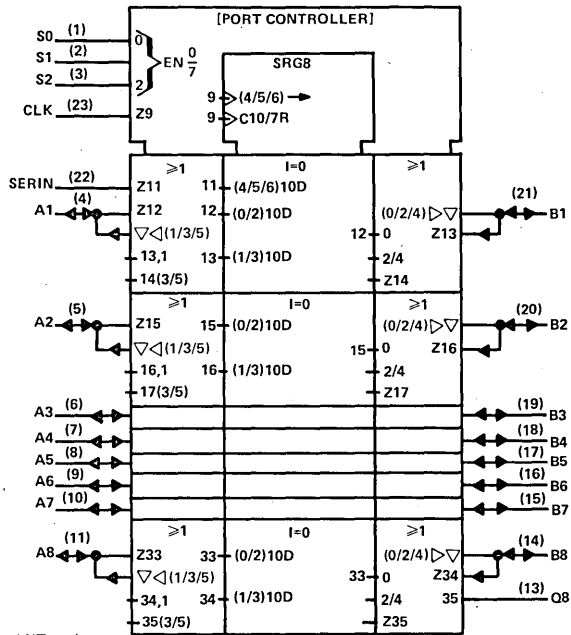 [PORT CONTROLLER]
S0 (1) 0
S1 (2) EN 0/7
S2 (3) 2
CLK (23) Z9
SRG8
9 (4/5/6)
9 C10/7R
≥1 I=0 ≥1
SERIN (22) Z11 11 (4/5/6)10D
A1 (4) Z12 12 (0/2)10D (0/2/4) ▷▽ (21) B1
▽◁ (1/3/5) 12 0 Z13
13,1 13 (1/3)10D 2/4
14(3/5) Z14
≥1 I=0 ≥1
A2 (5) Z15 15 (0/2)10D (0/2/4) ▷▽ (20) B2
▽◁ (1/3/5) 15 0 Z16
16,1 16 (1/3)10D 2/4
17(3/5) Z17
A3 (6) (19) B3
A4 (7) (18) B4
A5 (8) (17) B5
A6 (9) (16) B6
A7 (10) (15) B7
≥1 I=0 ≥1
A8 (11) Z33 33 (0/2)10D (0/2/4) ▷▽ (14) B8
▽◁ (1/3/5) 33 0 Z34
34,1 34 (1/3)10D 2/4 35 (13) Q8
35(3/5) Z35